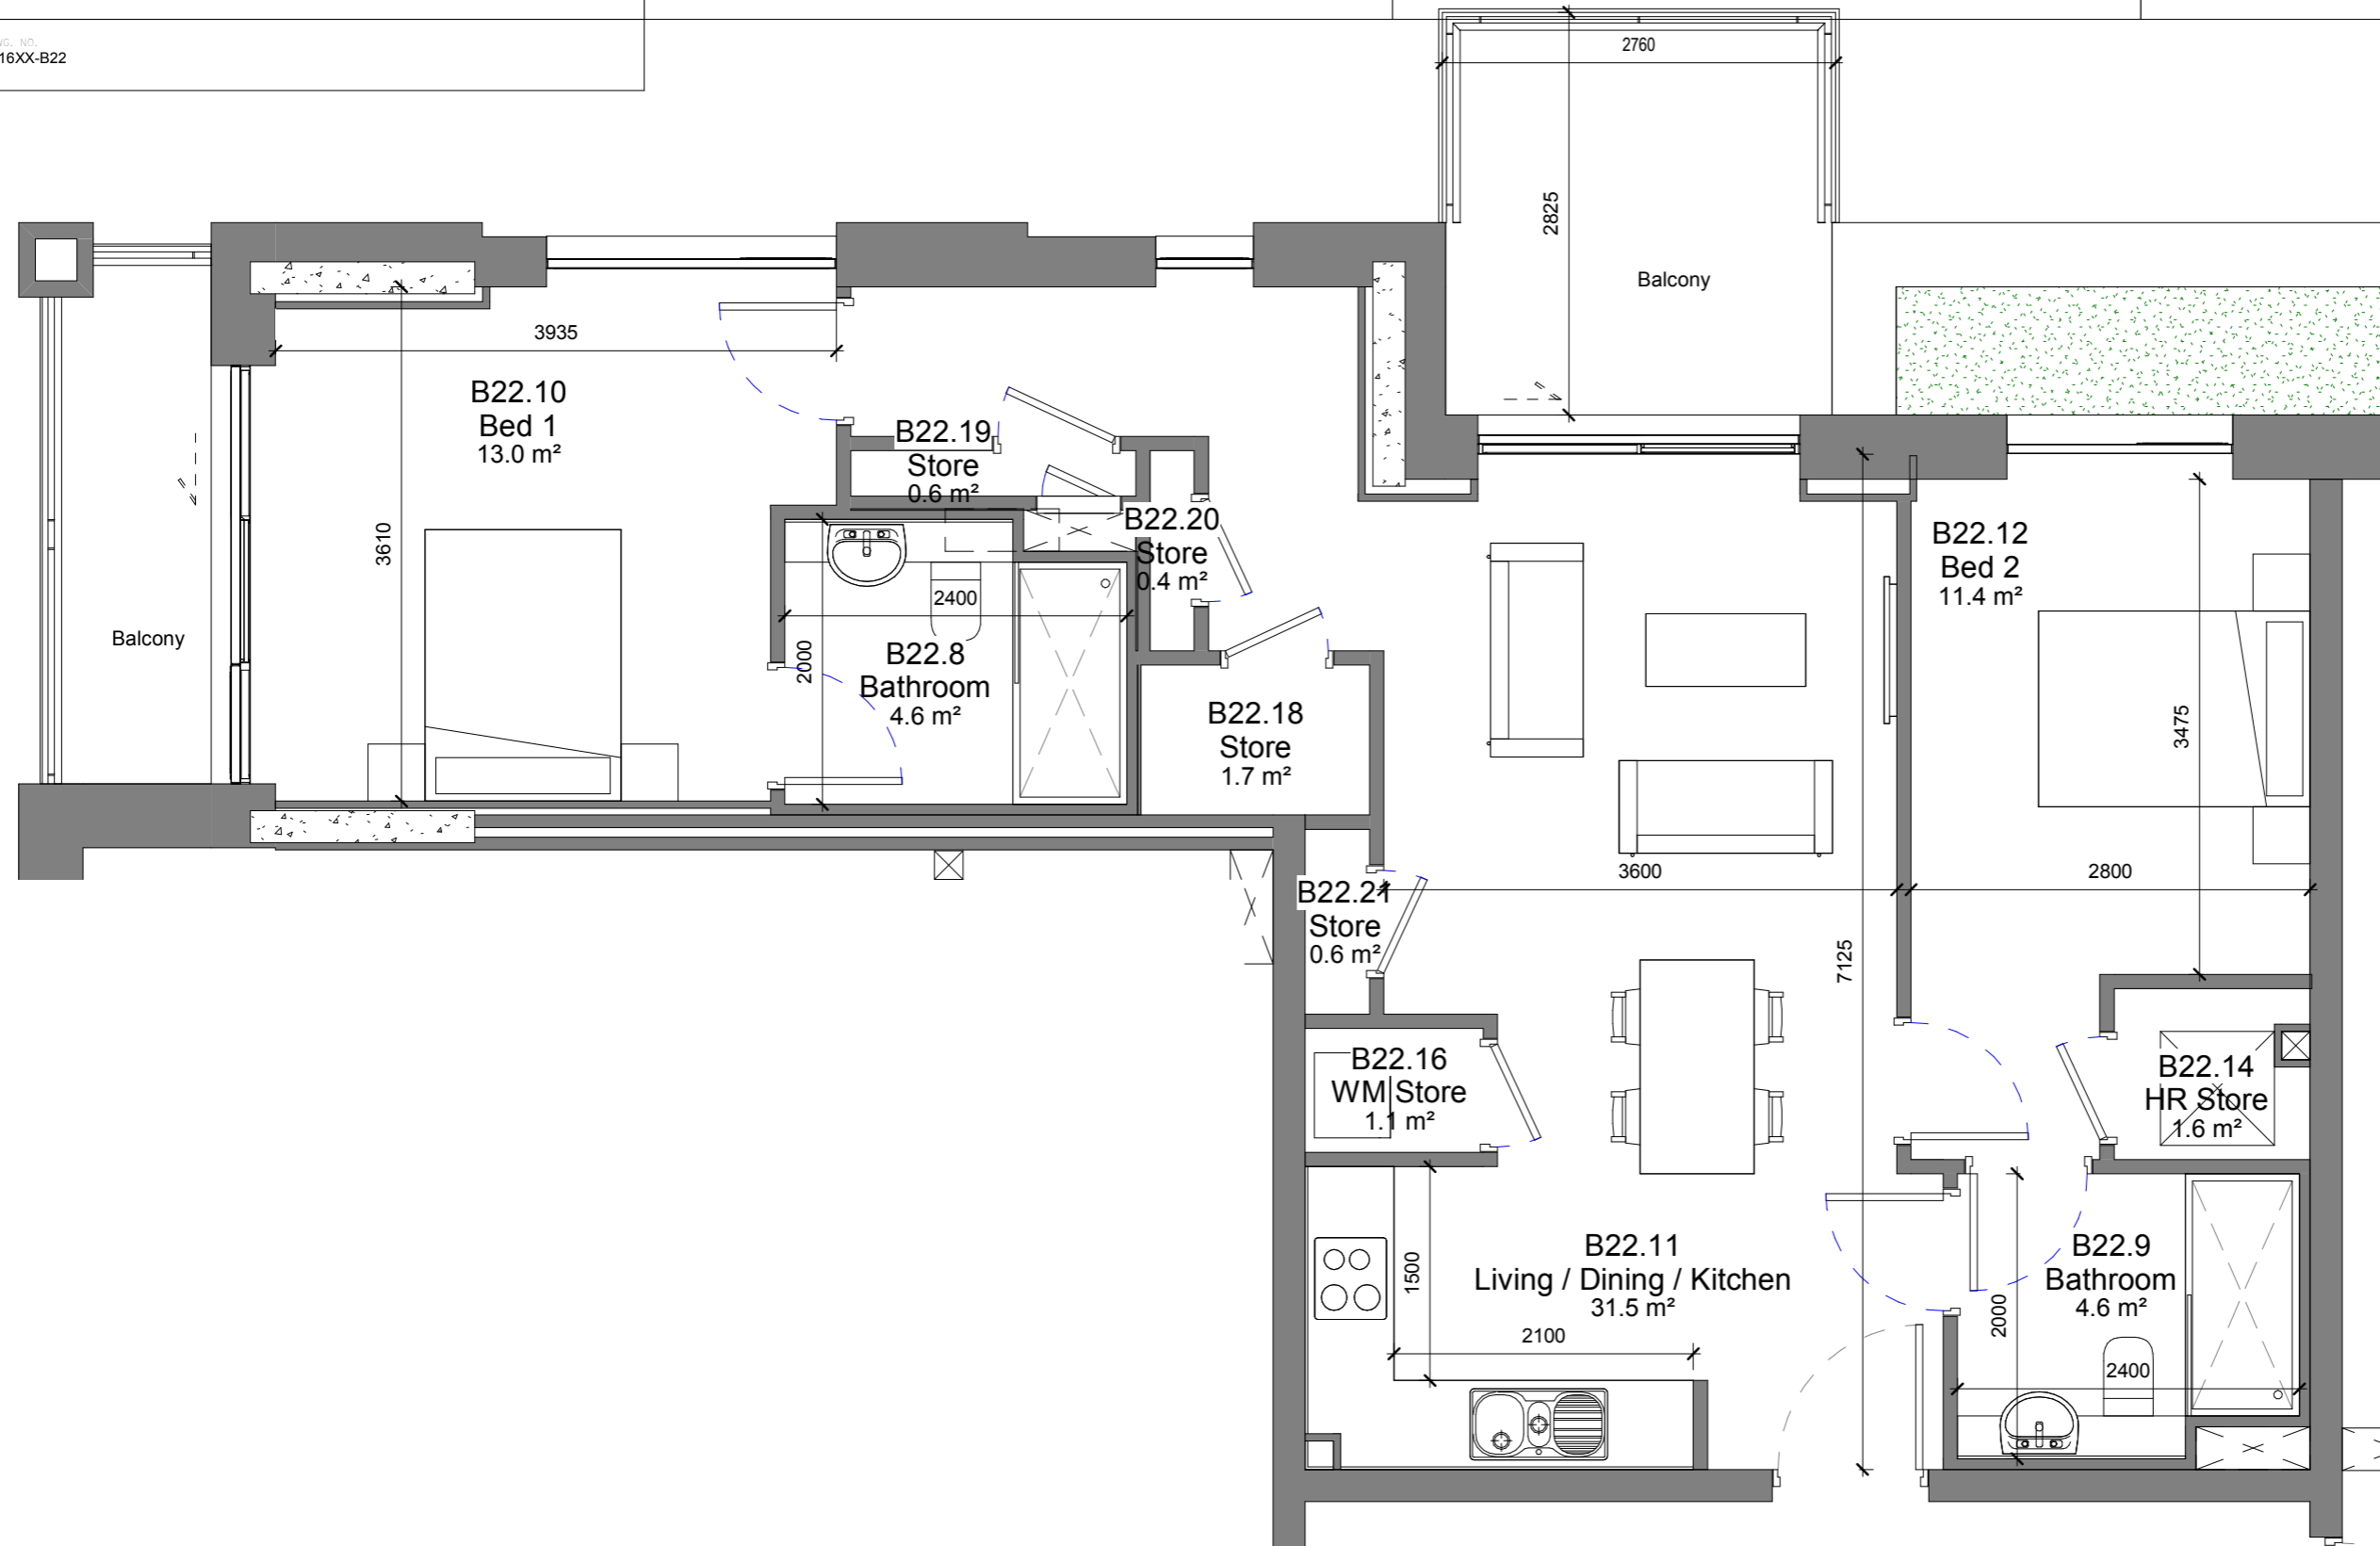 WG. NO.
16XX-B22
2760
2825
Balcony
3935
B22.10
Bed 1
13.0 m²
3610
Balcony
B22.19
Store
0.6 m²
B22.20
Store
0.4 m²
2400
2000
B22.8
Bathroom
4.6 m²
B22.18
Store
1.7 m²
B22.12
Bed 2
11.4 m²
3475
3600
2800
7125
B22.21
Store
0.6 m²
B22.16
WM Store
1.1 m²
B22.14
HR Store
1.6 m²
1500
B22.11
Living / Dining / Kitchen
31.5 m²
2100
B22.9
Bathroom
4.6 m²
2000
2400